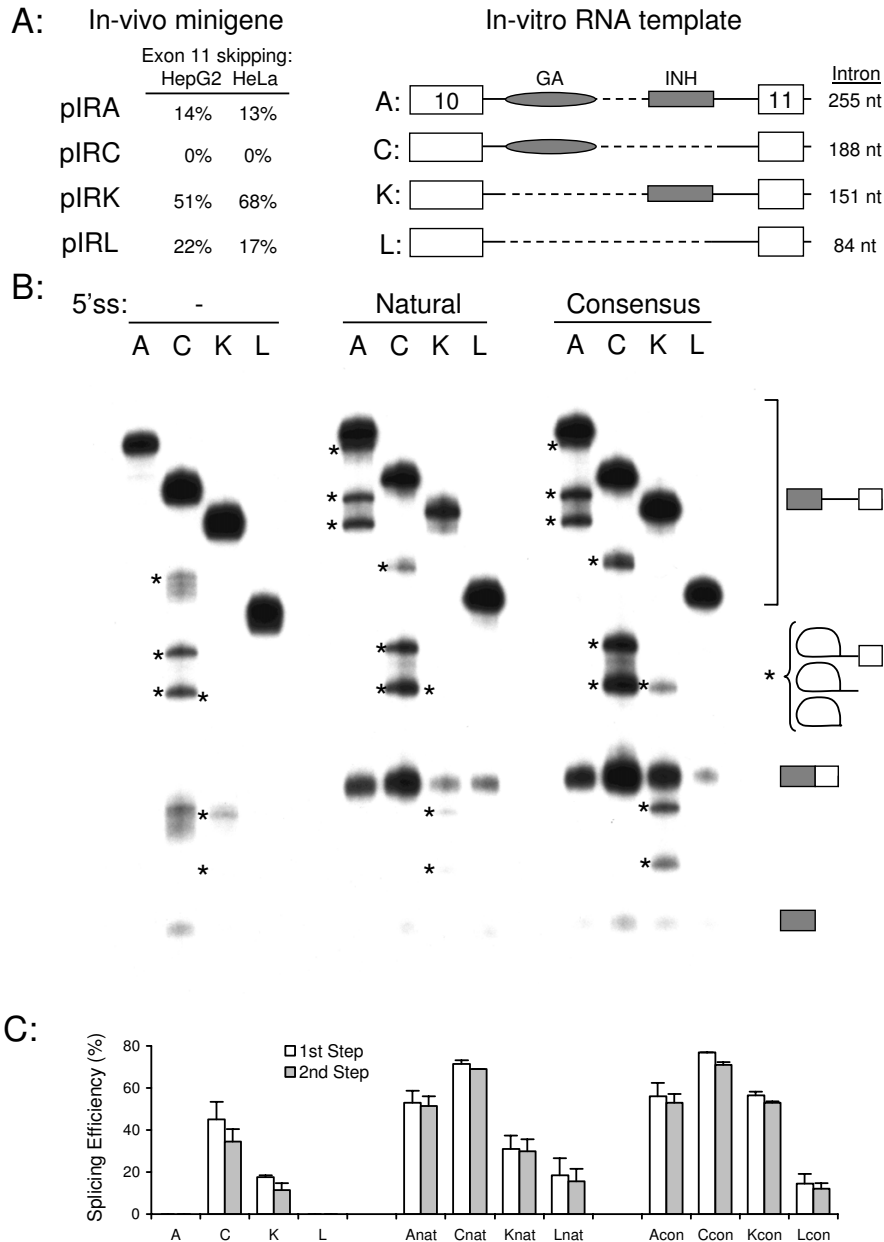 A: In-vivo minigene In-vitro RNA template
Exon 11 skipping:
HepG2 HeLa
pIRA 14% 13%
pIRC 0% 0%
pIRK 51% 68%
pIRL 22% 17%
GA INH Intron
A: 10 11 255 nt
C: 188 nt
K: 151 nt
L: 84 nt
B: 5'ss: - Natural Consensus
A C K L A C K L A C K L
* *
* * * *
* *
* * *
* * *
* * * * * *
*
* * *
* * *
C:
Splicing Efficiency (%)
80
60
40
20
0
1st Step
2nd Step
A C K L Anat Cnat Knat Lnat Acon Ccon Kcon Lcon